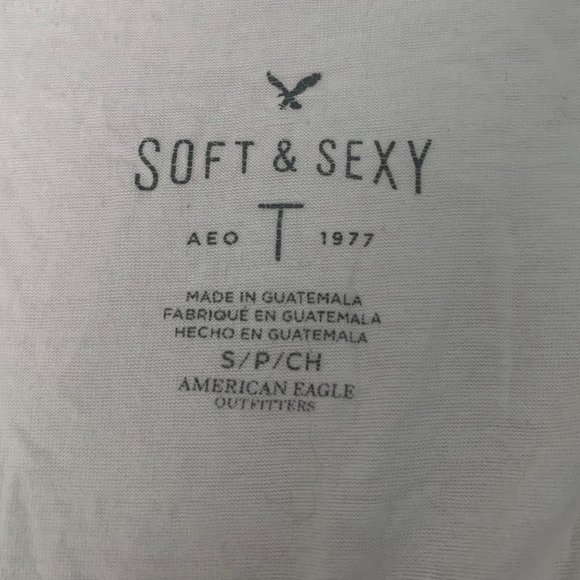 SOFT & SEXY
AEO T 1977
MADE IN GUATEMALA
FABRIQUÉ EN GUATEMALA
HECHO EN GUATEMALA
S/P/CH
AMERICAN EAGLE
OUTFITTERS